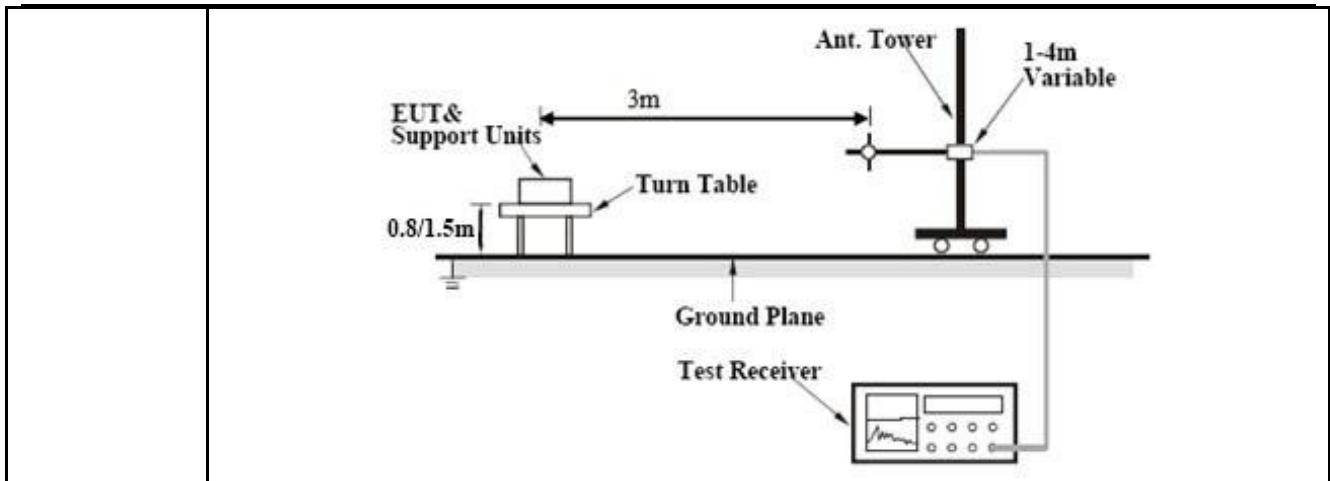 Ant. Tower
1-4m
Variable
3m
EUT&
Support Units
Turn Table
0.8/1.5m
Ground Plane
Test Receiver